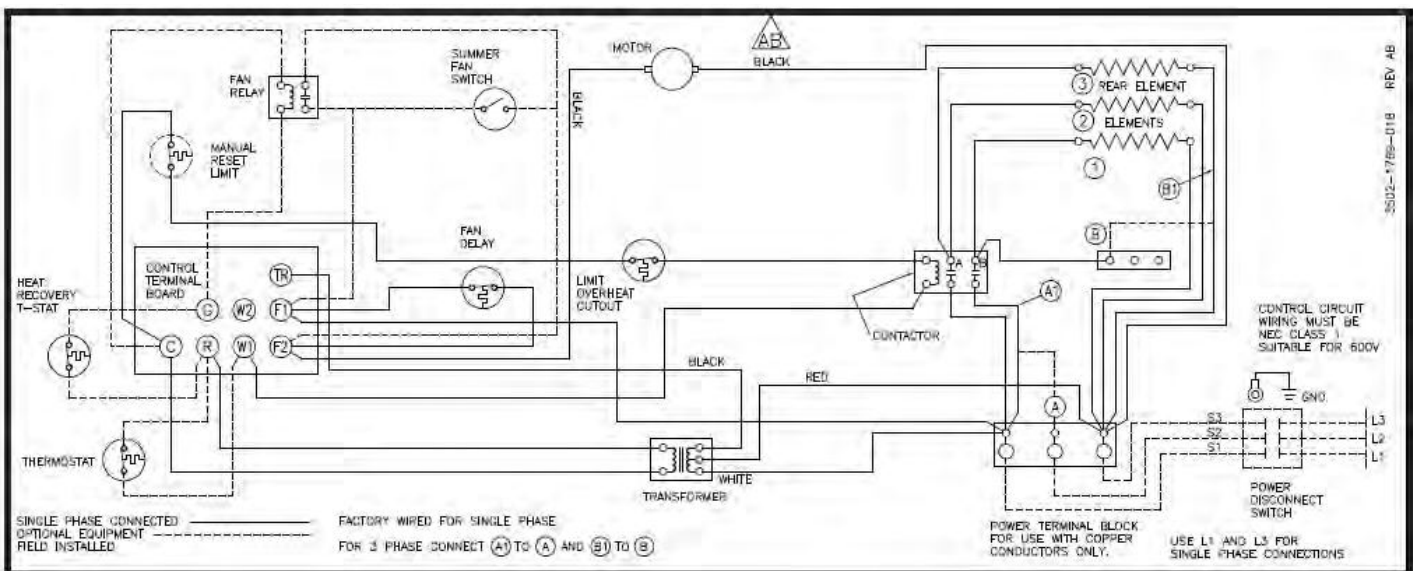 AB
BLACK
MOTOR
SUMMER
FAN
SWITCH
FAN
RELAY
BLACK
MANUAL
RESET
LIMIT
3
REAR ELEMENT
2
ELEMENTS
1
B1
B
3502-1789-018 REV AB
FAN
DELAY
LIMIT
OVERHEAT
CUTOUT
A
B
A1
CONTACTOR
CONTROL
TERMINAL
BOARD
TR
G
W2
F1
C
R
W1
F2
HEAT
RECOVERY
T-STAT
BLACK
RED
CONTROL CIRCUIT
WIRING MUST BE
NEC CLASS 1
SUITABLE FOR 600V
GND
A
S3
S2
S1
L3
L2
L1
THERMOSTAT
WHITE
TRANSFORMER
POWER
DISCONNECT
SWITCH
SINGLE PHASE CONNECTED
OPTIONAL EQUIPMENT
FIELD INSTALLED
FACTORY WIRED FOR SINGLE PHASE
FOR 3 PHASE CONNECT A1 TO A AND B1 TO B
POWER TERMINAL BLOCK
FOR USE WITH COPPER
CONDUCTORS ONLY.
USE L1 AND L3 FOR
SINGLE PHASE CONNECTIONS